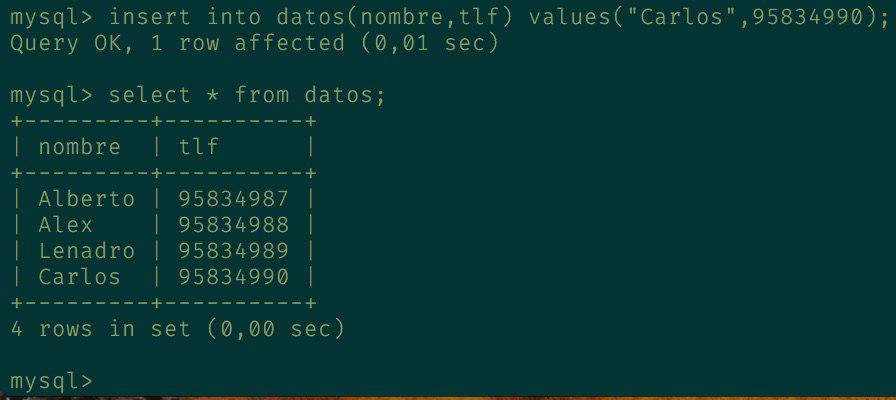 mysql> insert into datos(nombre,tlf) values("Carlos",95834990);
Query OK, 1 row affected (0,01 sec)
mysql> select * from datos;
+---------+----------+
| nombre  | tlf      |
+---------+----------+
| Alberto | 95834987 |
| Alex    | 95834988 |
| Lenadro | 95834989 |
| Carlos  | 95834990 |
+---------+----------+
4 rows in set (0,00 sec)
mysql>